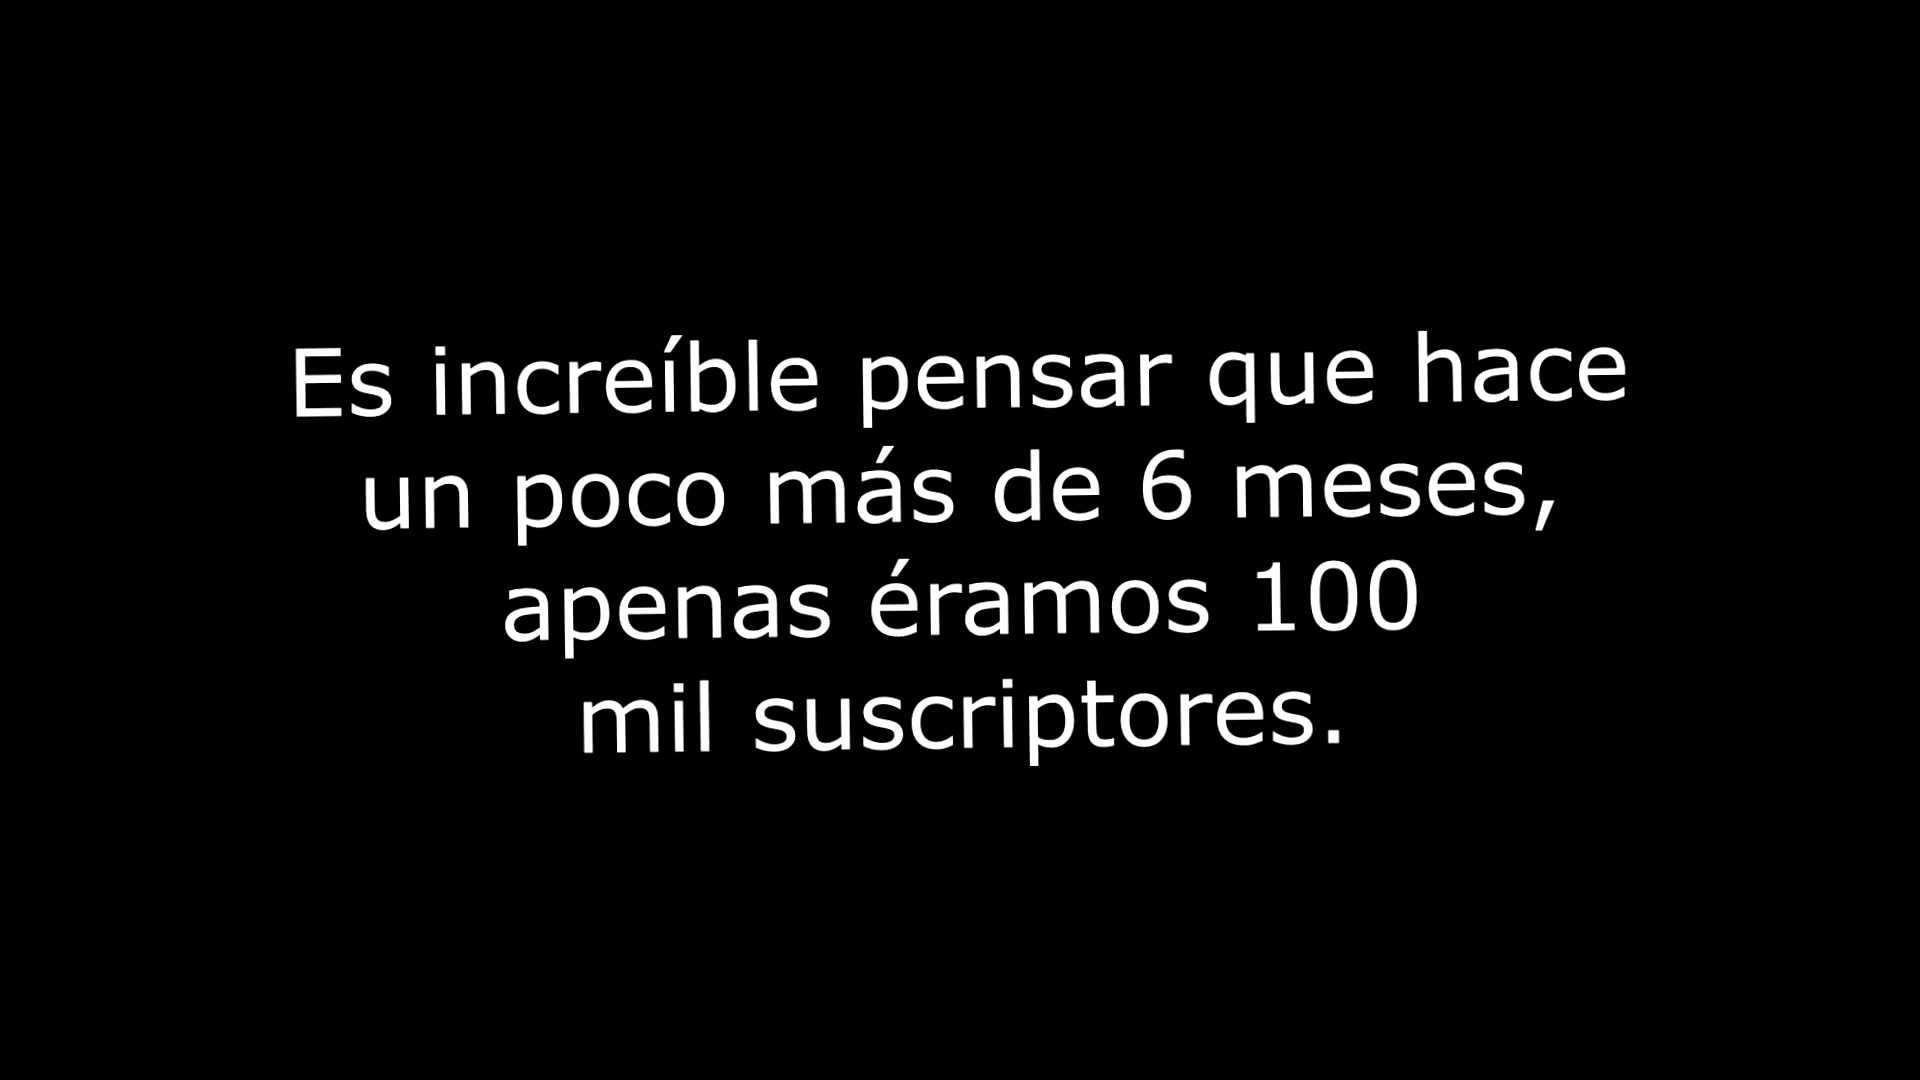 Es increíble pensar que hace
un poco más de 6 meses,
apenas éramos 100
mil suscriptores.